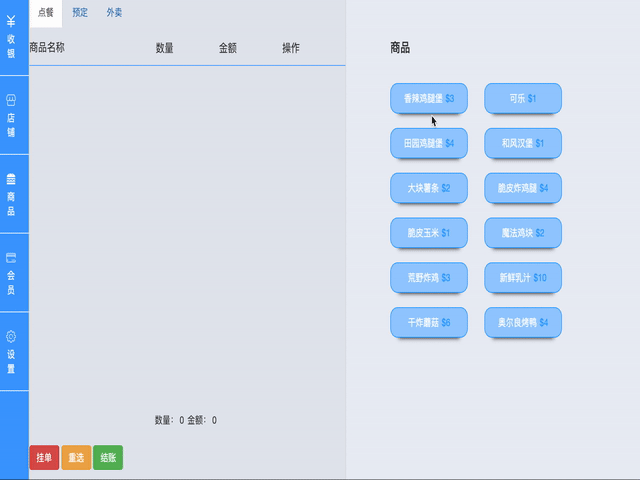 收银
店铺
商品
会员
设置
点餐 预定 外卖
商品名称 数量 金额 操作
数量: 0 金额: 0
挂单 重选 结账
商品
香辣鸡腿堡 $3 可乐 $1
田园鸡腿堡 $4 和风汉堡 $1
大块薯条 $2 脆皮炸鸡腿 $4
脆皮玉米 $1 魔法鸡块 $2
荒野炸鸡 $3 新鲜乳汁 $10
干炸蘑菇 $6 奥尔良烤鸭 $4